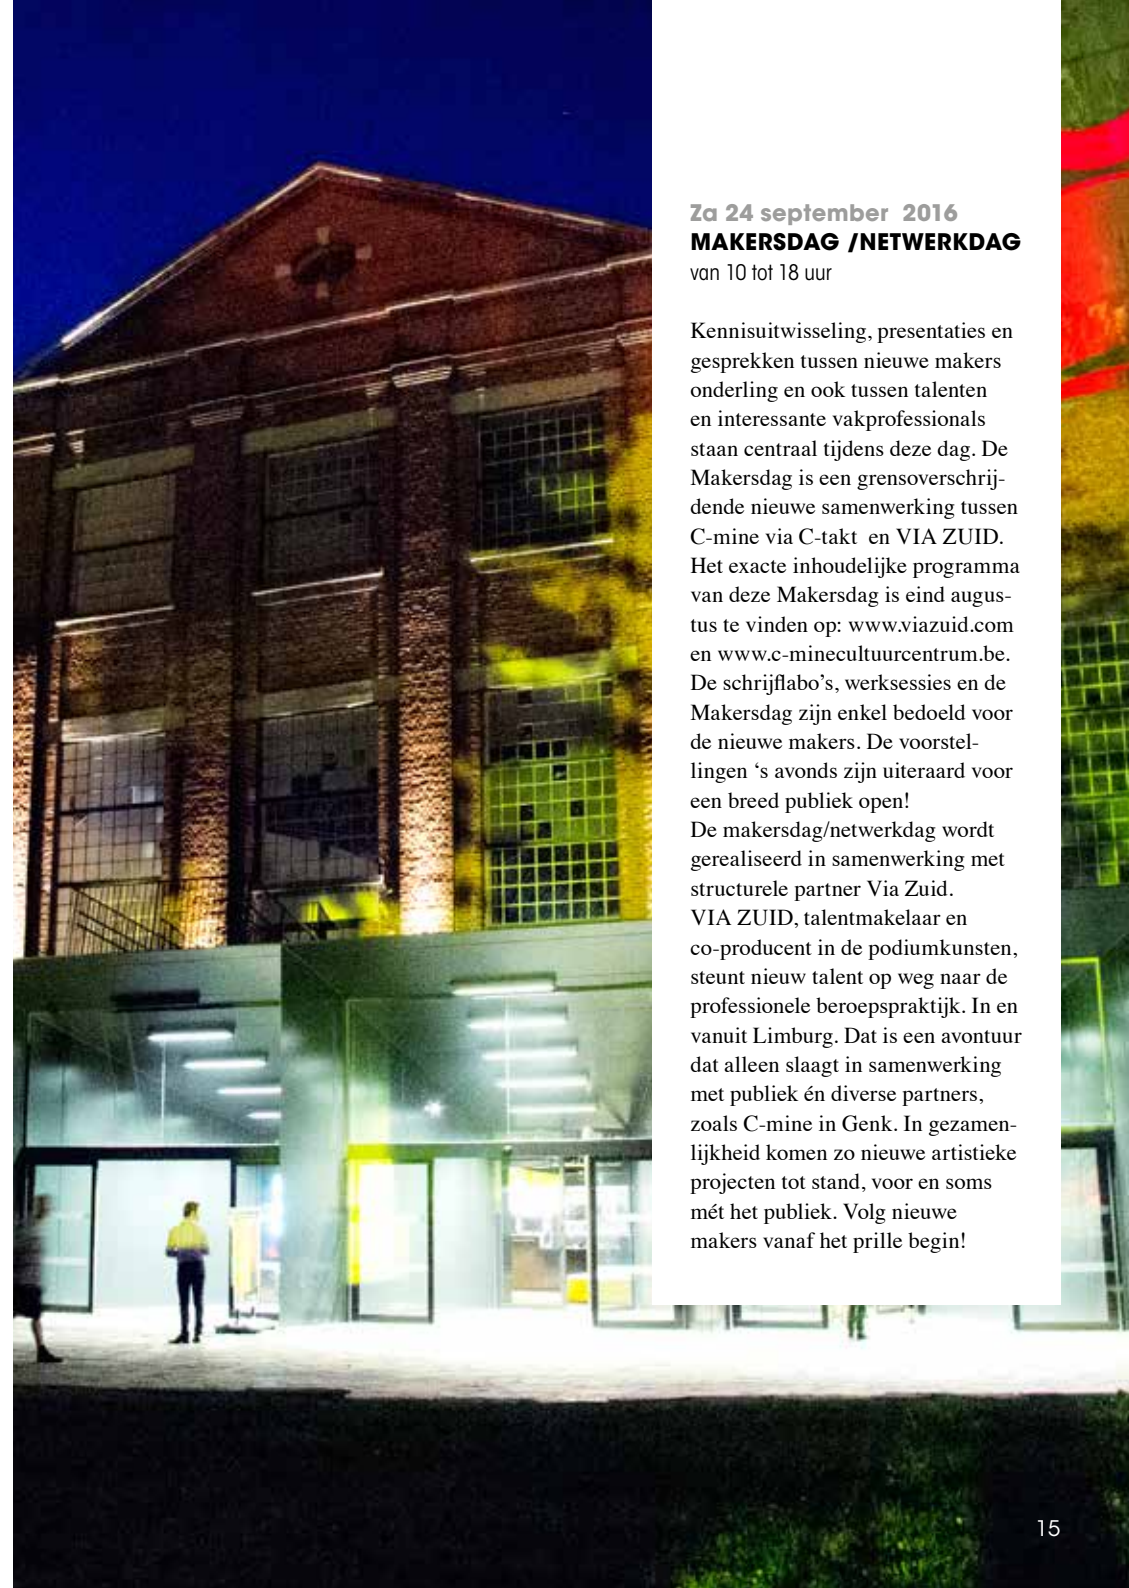 Za 24 september  2016
MAKERSDAG /NETWERKDAG
van 10 tot 18 uur
Kennisuitwisseling, presentaties en
gesprekken tussen nieuwe makers
onderling en ook tussen talenten
en interessante vakprofessionals
staan centraal tijdens deze dag. De
Makersdag is een grensoverschrij-
dende nieuwe samenwerking tussen
C-mine via C-takt  en VIA ZUID.
Het exacte inhoudelijke programma
van deze Makersdag is eind augus-
tus te vinden op: www.viazuid.com
en www.c-minecultuurcentrum.be.
De schrijflabo’s, werksessies en de
Makersdag zijn enkel bedoeld voor
de nieuwe makers. De voorstel-
lingen ‘s avonds zijn uiteraard voor
een breed publiek open!
De makersdag/netwerkdag wordt
gerealiseerd in samenwerking met
structurele partner Via Zuid.
VIA ZUID, talentmakelaar en
co-producent in de podiumkunsten,
steunt nieuw talent op weg naar de
professionele beroepspraktijk. In en
vanuit Limburg. Dat is een avontuur
dat alleen slaagt in samenwerking
met publiek én diverse partners,
zoals C-mine in Genk. In gezamen-
lijkheid komen zo nieuwe artistieke
projecten tot stand, voor en soms
mét het publiek. Volg nieuwe
makers vanaf het prille begin!
15